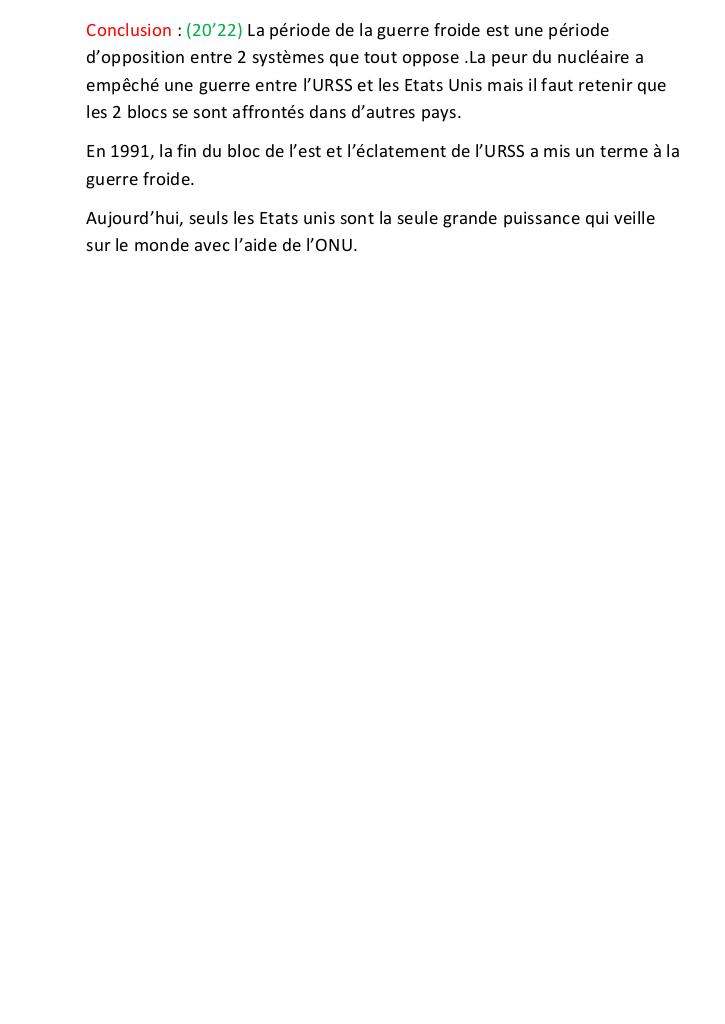 Conclusion : (20’22) La période de la guerre froide est une période
d’opposition entre 2 systèmes que tout oppose .La peur du nucléaire a
empêché une guerre entre l’URSS et les Etats Unis mais il faut retenir que
les 2 blocs se sont affrontés dans d’autres pays.
En 1991, la fin du bloc de l’est et l’éclatement de l’URSS a mis un terme à la
guerre froide.
Aujourd’hui, seuls les Etats unis sont la seule grande puissance qui veille
sur le monde avec l’aide de l’ONU.